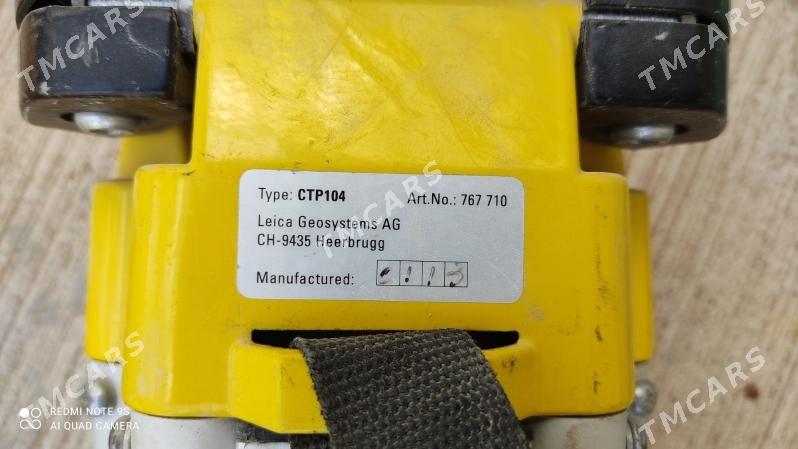 TMCARS
TMCARS
Type: CTP104 Art.No.: 767 710
TMCARS
Leica Geosystems AG
CH-9435 Heerbrugg
Manufactured:
TMCARS
TMCARS
REDMI NOTE 9S
AI QUAD CAMERA